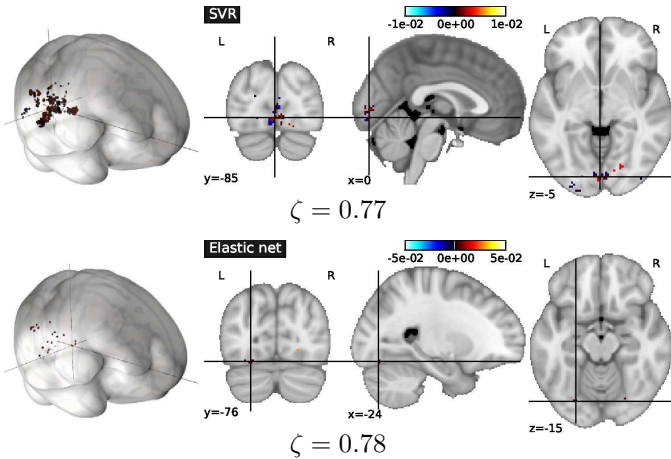 SVR
-1e-02 0e+00 1e-02
L R L R
y=-85 x=0 z=-5
ζ = 0.77
Elastic net
-5e-02 0e+00 5e-02
L R L R
y=-76 x=-24 z=-15
ζ = 0.78